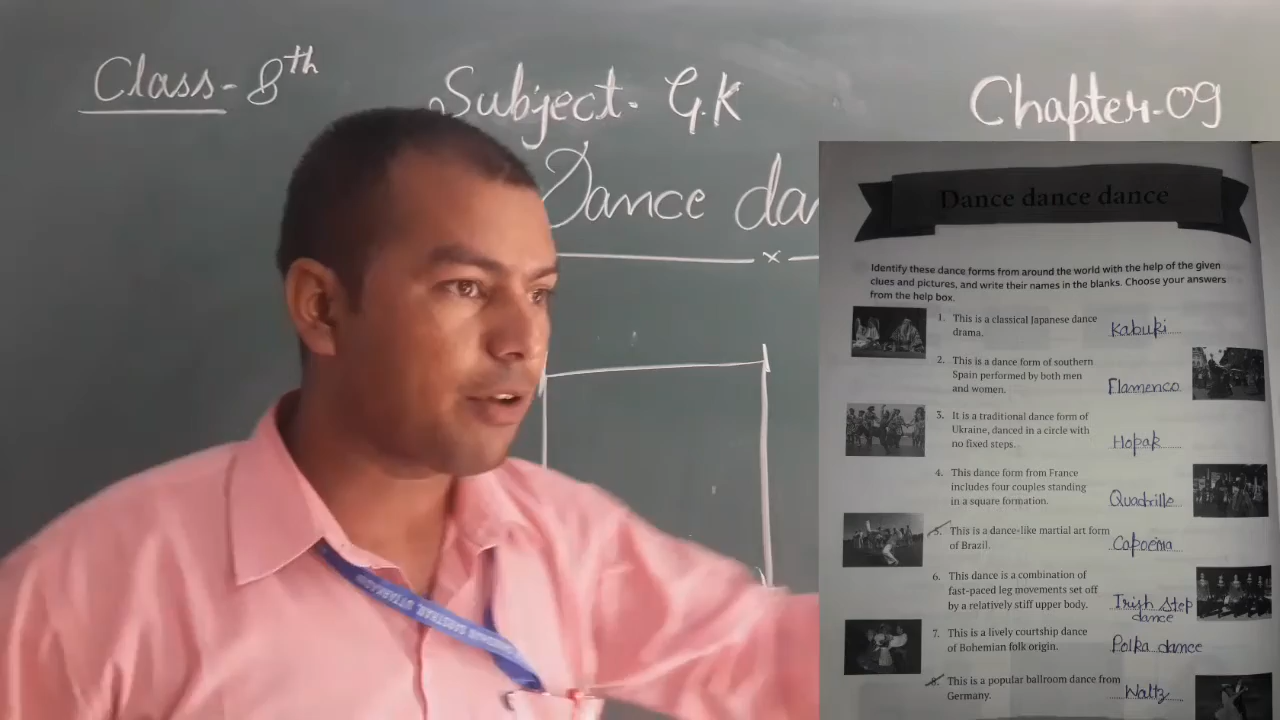 Class- 8th
Subject- G.K
Chapter-09
Dance
Dance dance dance
Identify these dance forms from around the world with the help of the given
clues and pictures, and write their names in the blanks. Choose your answers
from the help box.
1. This is a classical Japanese dance
drama.
Kabuki
2. This is a dance form of southern
Spain performed by both men
and women.
Flamenco
3. It is a traditional dance form of
Ukraine, danced in a circle with
no fixed steps.
Hopak
4. This dance form from France
includes four couples standing
in a square formation.
Quadrille
5. This is a dance-like martial art form
of Brazil.
Capoema
6. This dance is a combination of
fast-paced leg movements set off
by a relatively stiff upper body.
Irish Step
dance
7. This is a lively courtship dance
of Bohemian folk origin.
Polka dance
8. This is a popular ballroom dance from
Germany.
Waltz
SANSTHAN, UTTARKASHI